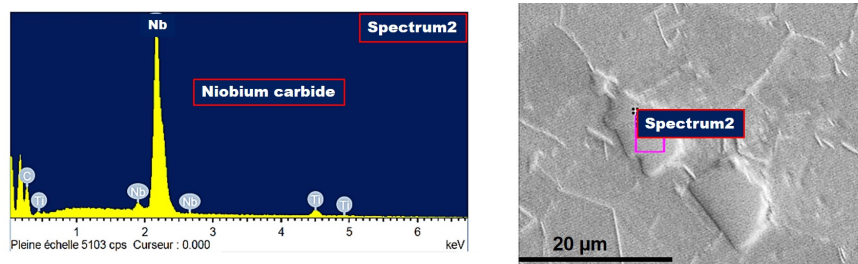 Nb
Spectrum2
Niobium carbide
C
Ti
Nb
Nb
Ti
Ti
1 2 3 4 5 6
Pleine échelle 5103 cps Curseur : 0.000 keV
Spectrum2
20 µm